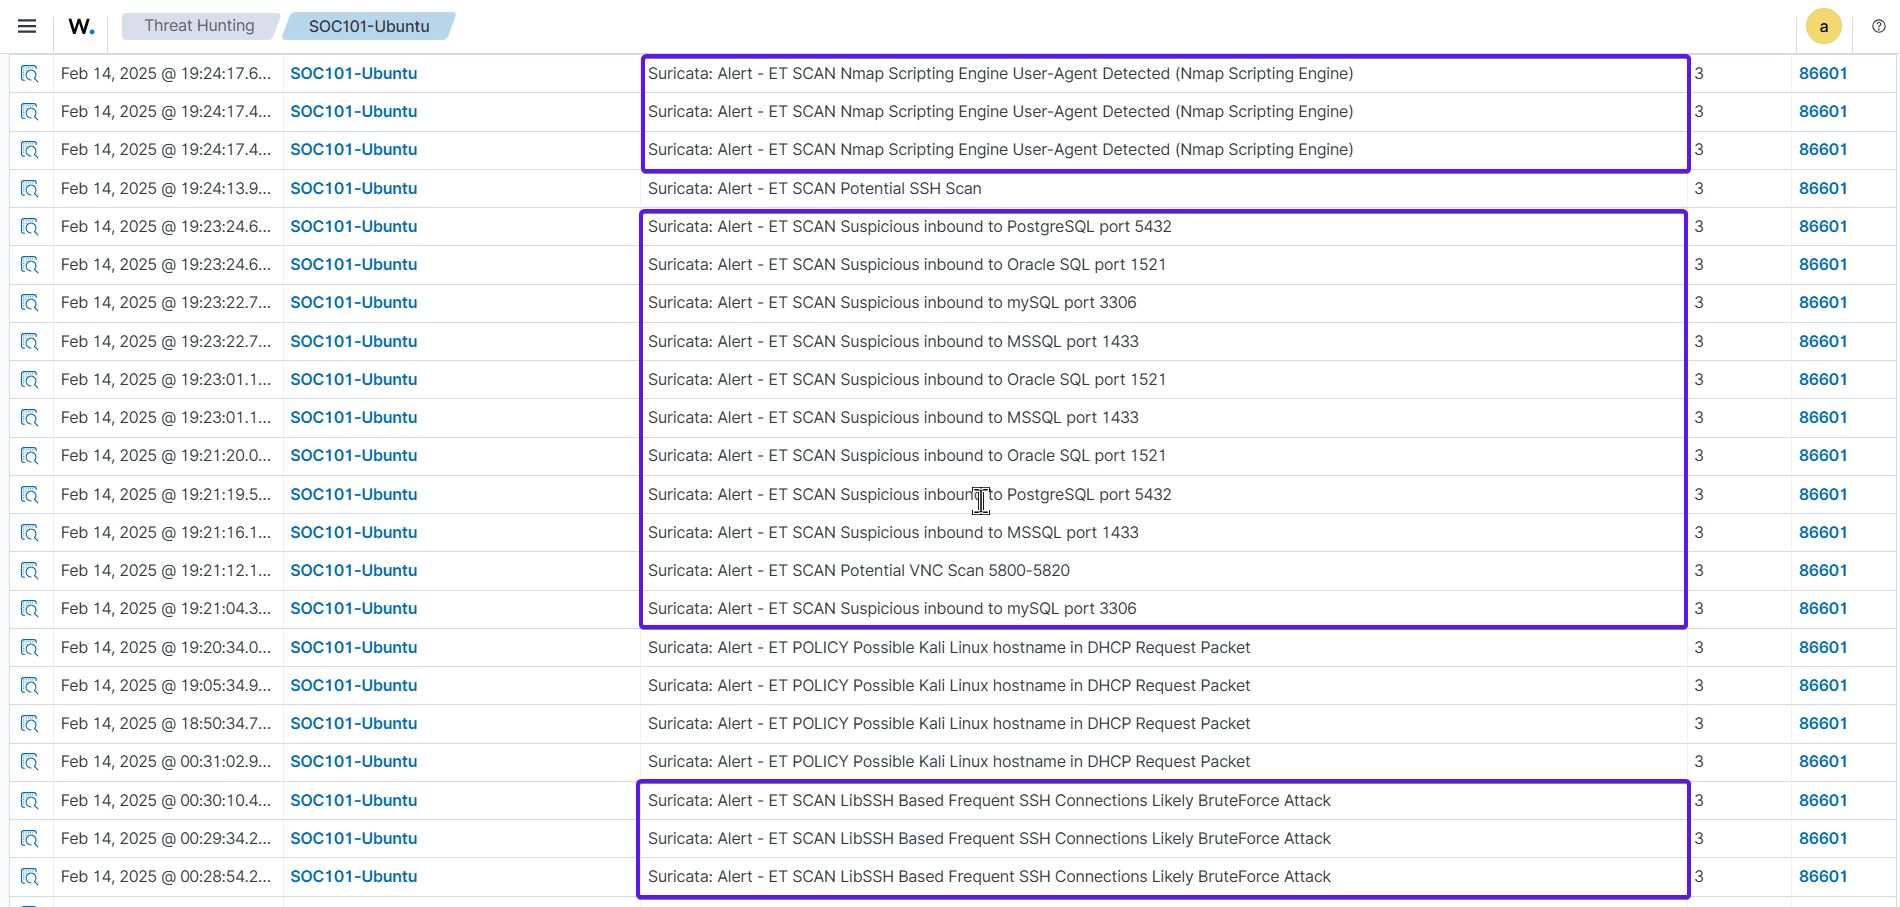 W. Threat Hunting SOC101-Ubuntu a
Feb 14, 2025 @ 19:24:17.6... SOC101-Ubuntu Suricata: Alert - ET SCAN Nmap Scripting Engine User-Agent Detected (Nmap Scripting Engine) 3 86601
Feb 14, 2025 @ 19:24:17.4... SOC101-Ubuntu Suricata: Alert - ET SCAN Nmap Scripting Engine User-Agent Detected (Nmap Scripting Engine) 3 86601
Feb 14, 2025 @ 19:24:17.4... SOC101-Ubuntu Suricata: Alert - ET SCAN Nmap Scripting Engine User-Agent Detected (Nmap Scripting Engine) 3 86601
Feb 14, 2025 @ 19:24:13.9... SOC101-Ubuntu Suricata: Alert - ET SCAN Potential SSH Scan 3 86601
Feb 14, 2025 @ 19:23:24.6... SOC101-Ubuntu Suricata: Alert - ET SCAN Suspicious inbound to PostgreSQL port 5432 3 86601
Feb 14, 2025 @ 19:23:24.6... SOC101-Ubuntu Suricata: Alert - ET SCAN Suspicious inbound to Oracle SQL port 1521 3 86601
Feb 14, 2025 @ 19:23:22.7... SOC101-Ubuntu Suricata: Alert - ET SCAN Suspicious inbound to mySQL port 3306 3 86601
Feb 14, 2025 @ 19:23:22.7... SOC101-Ubuntu Suricata: Alert - ET SCAN Suspicious inbound to MSSQL port 1433 3 86601
Feb 14, 2025 @ 19:23:01.1... SOC101-Ubuntu Suricata: Alert - ET SCAN Suspicious inbound to Oracle SQL port 1521 3 86601
Feb 14, 2025 @ 19:23:01.1... SOC101-Ubuntu Suricata: Alert - ET SCAN Suspicious inbound to MSSQL port 1433 3 86601
Feb 14, 2025 @ 19:21:20.0... SOC101-Ubuntu Suricata: Alert - ET SCAN Suspicious inbound to Oracle SQL port 1521 3 86601
Feb 14, 2025 @ 19:21:19.5... SOC101-Ubuntu Suricata: Alert - ET SCAN Suspicious inbound to PostgreSQL port 5432 3 86601
Feb 14, 2025 @ 19:21:16.1... SOC101-Ubuntu Suricata: Alert - ET SCAN Suspicious inbound to MSSQL port 1433 3 86601
Feb 14, 2025 @ 19:21:12.1... SOC101-Ubuntu Suricata: Alert - ET SCAN Potential VNC Scan 5800-5820 3 86601
Feb 14, 2025 @ 19:21:04.3... SOC101-Ubuntu Suricata: Alert - ET SCAN Suspicious inbound to mySQL port 3306 3 86601
Feb 14, 2025 @ 19:20:34.0... SOC101-Ubuntu Suricata: Alert - ET POLICY Possible Kali Linux hostname in DHCP Request Packet 3 86601
Feb 14, 2025 @ 19:05:34.9... SOC101-Ubuntu Suricata: Alert - ET POLICY Possible Kali Linux hostname in DHCP Request Packet 3 86601
Feb 14, 2025 @ 18:50:34.7... SOC101-Ubuntu Suricata: Alert - ET POLICY Possible Kali Linux hostname in DHCP Request Packet 3 86601
Feb 14, 2025 @ 00:31:02.9... SOC101-Ubuntu Suricata: Alert - ET POLICY Possible Kali Linux hostname in DHCP Request Packet 3 86601
Feb 14, 2025 @ 00:30:10.4... SOC101-Ubuntu Suricata: Alert - ET SCAN LibSSH Based Frequent SSH Connections Likely BruteForce Attack 3 86601
Feb 14, 2025 @ 00:29:34.2... SOC101-Ubuntu Suricata: Alert - ET SCAN LibSSH Based Frequent SSH Connections Likely BruteForce Attack 3 86601
Feb 14, 2025 @ 00:28:54.2... SOC101-Ubuntu Suricata: Alert - ET SCAN LibSSH Based Frequent SSH Connections Likely BruteForce Attack 3 86601